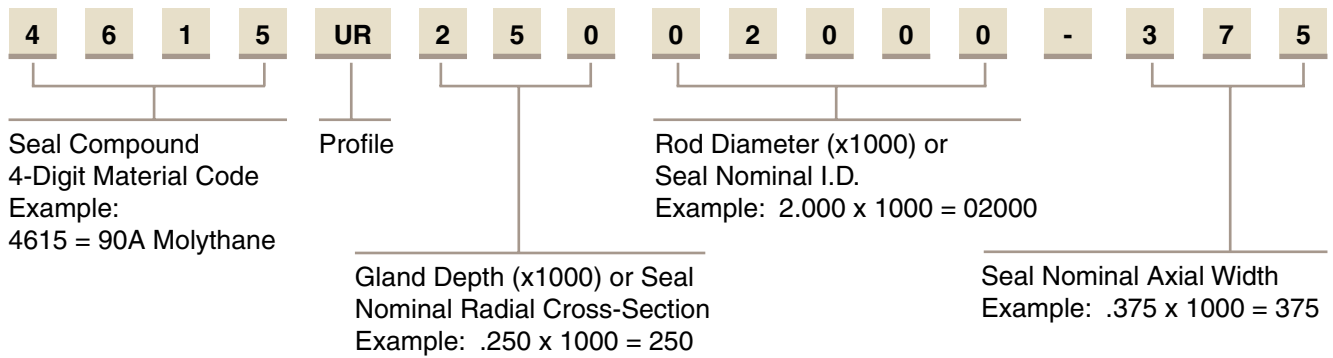 4 6 1 5 UR 2 5 0 0 2 0 0 0 - 3 7 5
Seal Compound
4-Digit Material Code
Example:
4615 = 90A Molythane
Profile
Rod Diameter (x1000) or
Seal Nominal I.D.
Example: 2.000 x 1000 = 02000
Gland Depth (x1000) or Seal
Nominal Radial Cross-Section
Example: .250 x 1000 = 250
Seal Nominal Axial Width
Example: .375 x 1000 = 375